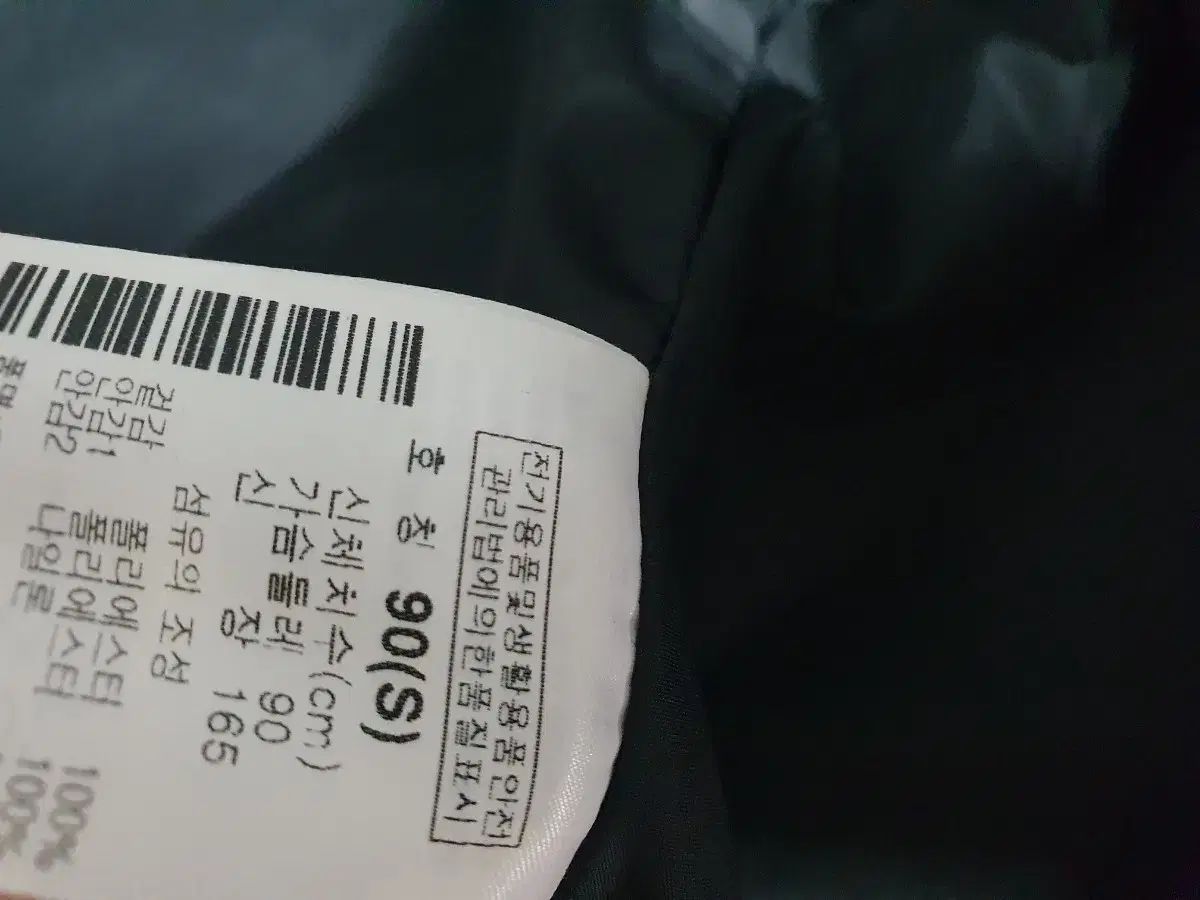 전기용품및생활용품안전
관리법에의한품질표시
호 칭 90(S)
신체치수(cm)
가슴둘레 90
신 장 165
섬유의 조성
겉감 폴리에스터 100%
안감1 폴리에스터 100%
안감2 나일론
품명